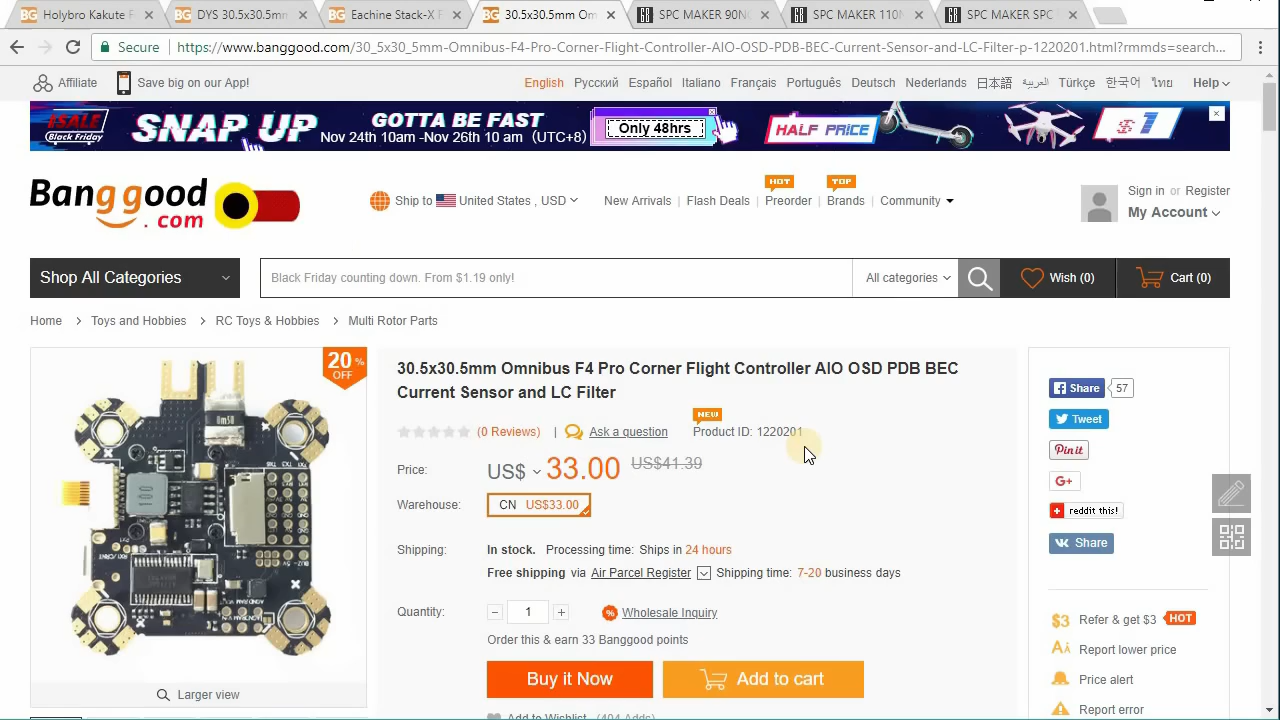 Holybro Kakute F
DYS 30.5x30.5mm
Eachine Stack-X F
30.5x30.5mm Om
SPC MAKER
SPC MAKER 110M
SPC MAKER
Secure https://www.banggood.com/30_5x30_5mm-Omnibus-F4-Pro-Corner-Flight-Controller-AIO-OSD-PDB-BEC-Current-Sensor-and-LC-Filter-p-1220201.html?rmmds=search...
Affiliate Save big on our App! English Русский Español Italiano Français Português Deutsch Nederlands 日本語 العربية Türkçe 한국어 ไทย Help
Black Friday SNAP UP GOTTA BE FAST Nov 24th 10am -Nov 26th 10 am (UTC+8) Only 48hrs HALF PRICE $1
Banggood.com
Ship to United States , USD New Arrivals Flash Deals HOT Preorder TOP Brands Community
Sign in or Register
My Account
Shop All Categories Black Friday counting down. From $1.19 only! All categories Wish (0) Cart (0)
Home > Toys and Hobbies > RC Toys & Hobbies > Multi Rotor Parts
20% OFF
30.5x30.5mm Omnibus F4 Pro Corner Flight Controller AIO OSD PDB BEC
Current Sensor and LC Filter
NEW
(0 Reviews) | Ask a question Product ID: 1220201
Price: US$ 33.00 US$41.39
Warehouse: CN US$33.00
Shipping: In stock. Processing time: Ships in 24 hours
Free shipping via Air Parcel Register Shipping time: 7-20 business days
Quantity: - 1 + Wholesale Inquiry
Order this & earn 33 Banggood points
Buy it Now Add to cart
Add to Wishlist (404 Adds)
Larger view
Share 57
Tweet
Pin it
G+
reddit this!
Share
$3 Refer & get $3 HOT
Report lower price
Price alert
Report error